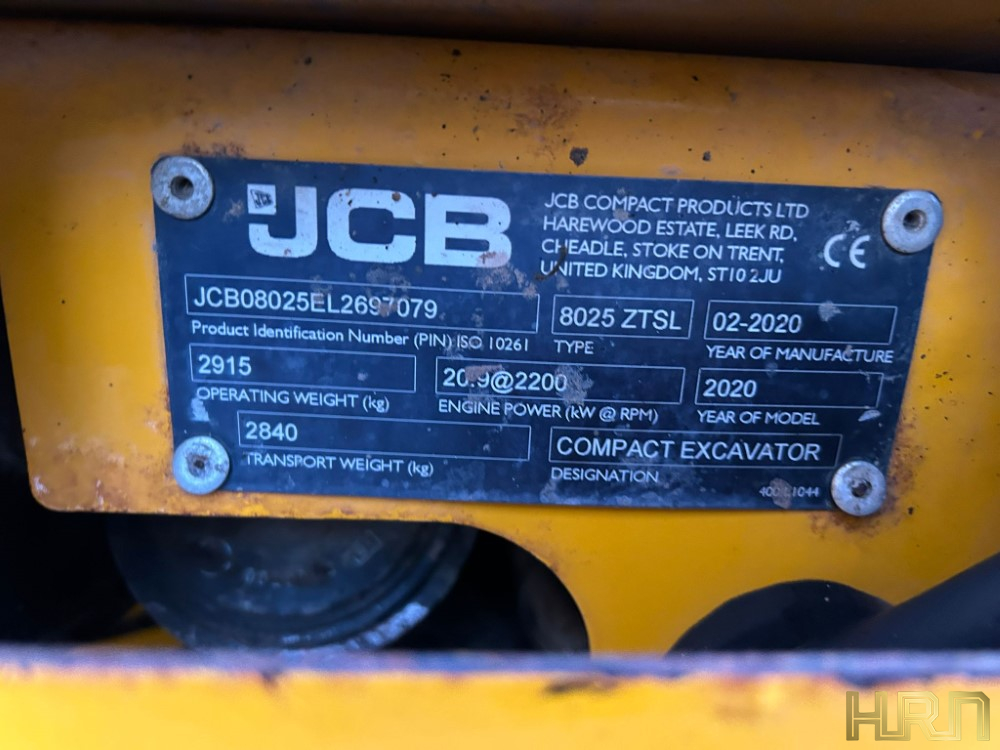 JCB
JCB COMPACT PRODUCTS LTD
HAREWOOD ESTATE, LEEK RD,
CHEADLE, STOKE ON TRENT,
UNITED KINGDOM, ST10 2JU
CE
JCB08025EL2697079
Product Identification Number (PIN) ISO 10261
8025 ZTSL
TYPE
02-2020
YEAR OF MANUFACTURE
2915
OPERATING WEIGHT (kg)
20.9@2200
ENGINE POWER (kW @ RPM)
2020
YEAR OF MODEL
2840
TRANSPORT WEIGHT (kg)
COMPACT EXCAVATOR
DESIGNATION
HRN